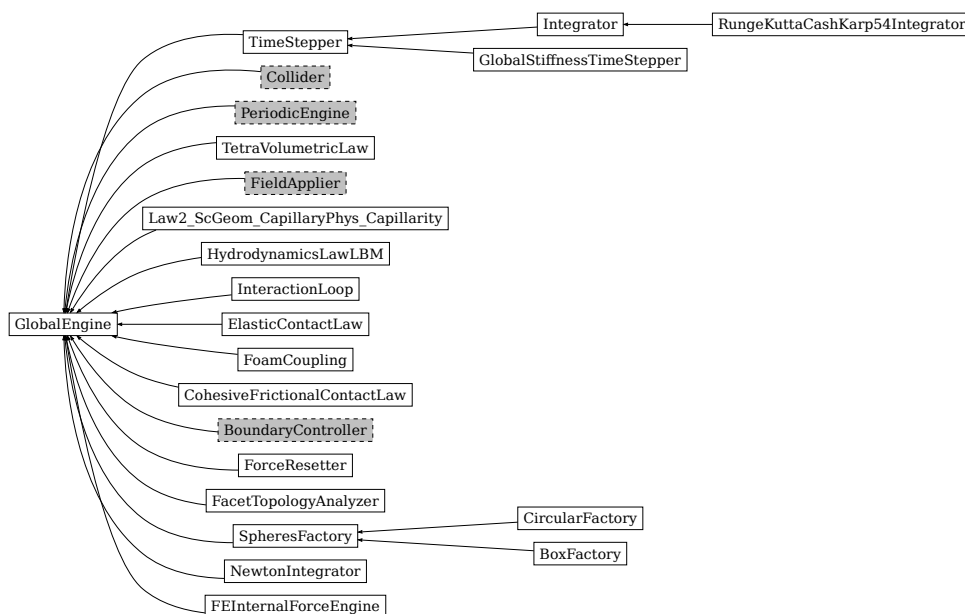 Integrator
RungeKuttaCashKarp54Integrator
TimeStepper
GlobalStiffnessTimeStepper
Collider
PeriodicEngine
TetraVolumetricLaw
FieldApplier
Law2_ScGeom_CapillaryPhys_Capillarity
HydrodynamicsLawLBM
InteractionLoop
GlobalEngine
ElasticContactLaw
FoamCoupling
CohesiveFrictionalContactLaw
BoundaryController
ForceResetter
FacetTopologyAnalyzer
CircularFactory
SpheresFactory
BoxFactory
NewtonIntegrator
FEInternalForceEngine